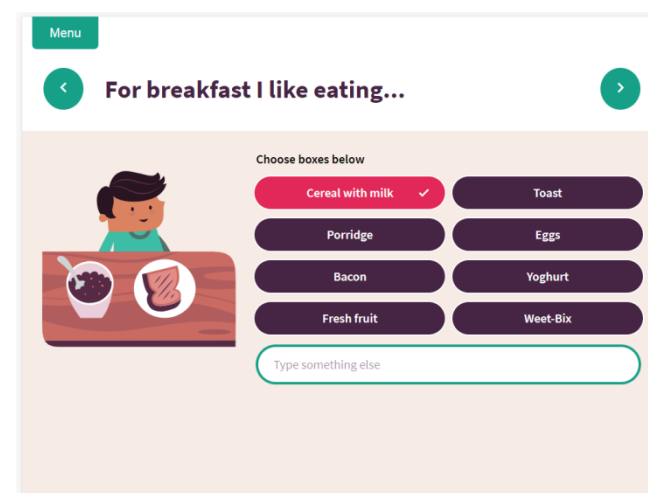 Menu
For breakfast I like eating...
Choose boxes below
Cereal with milk
Toast
Porridge
Eggs
Bacon
Yoghurt
Fresh fruit
Weet-Bix
Type something else